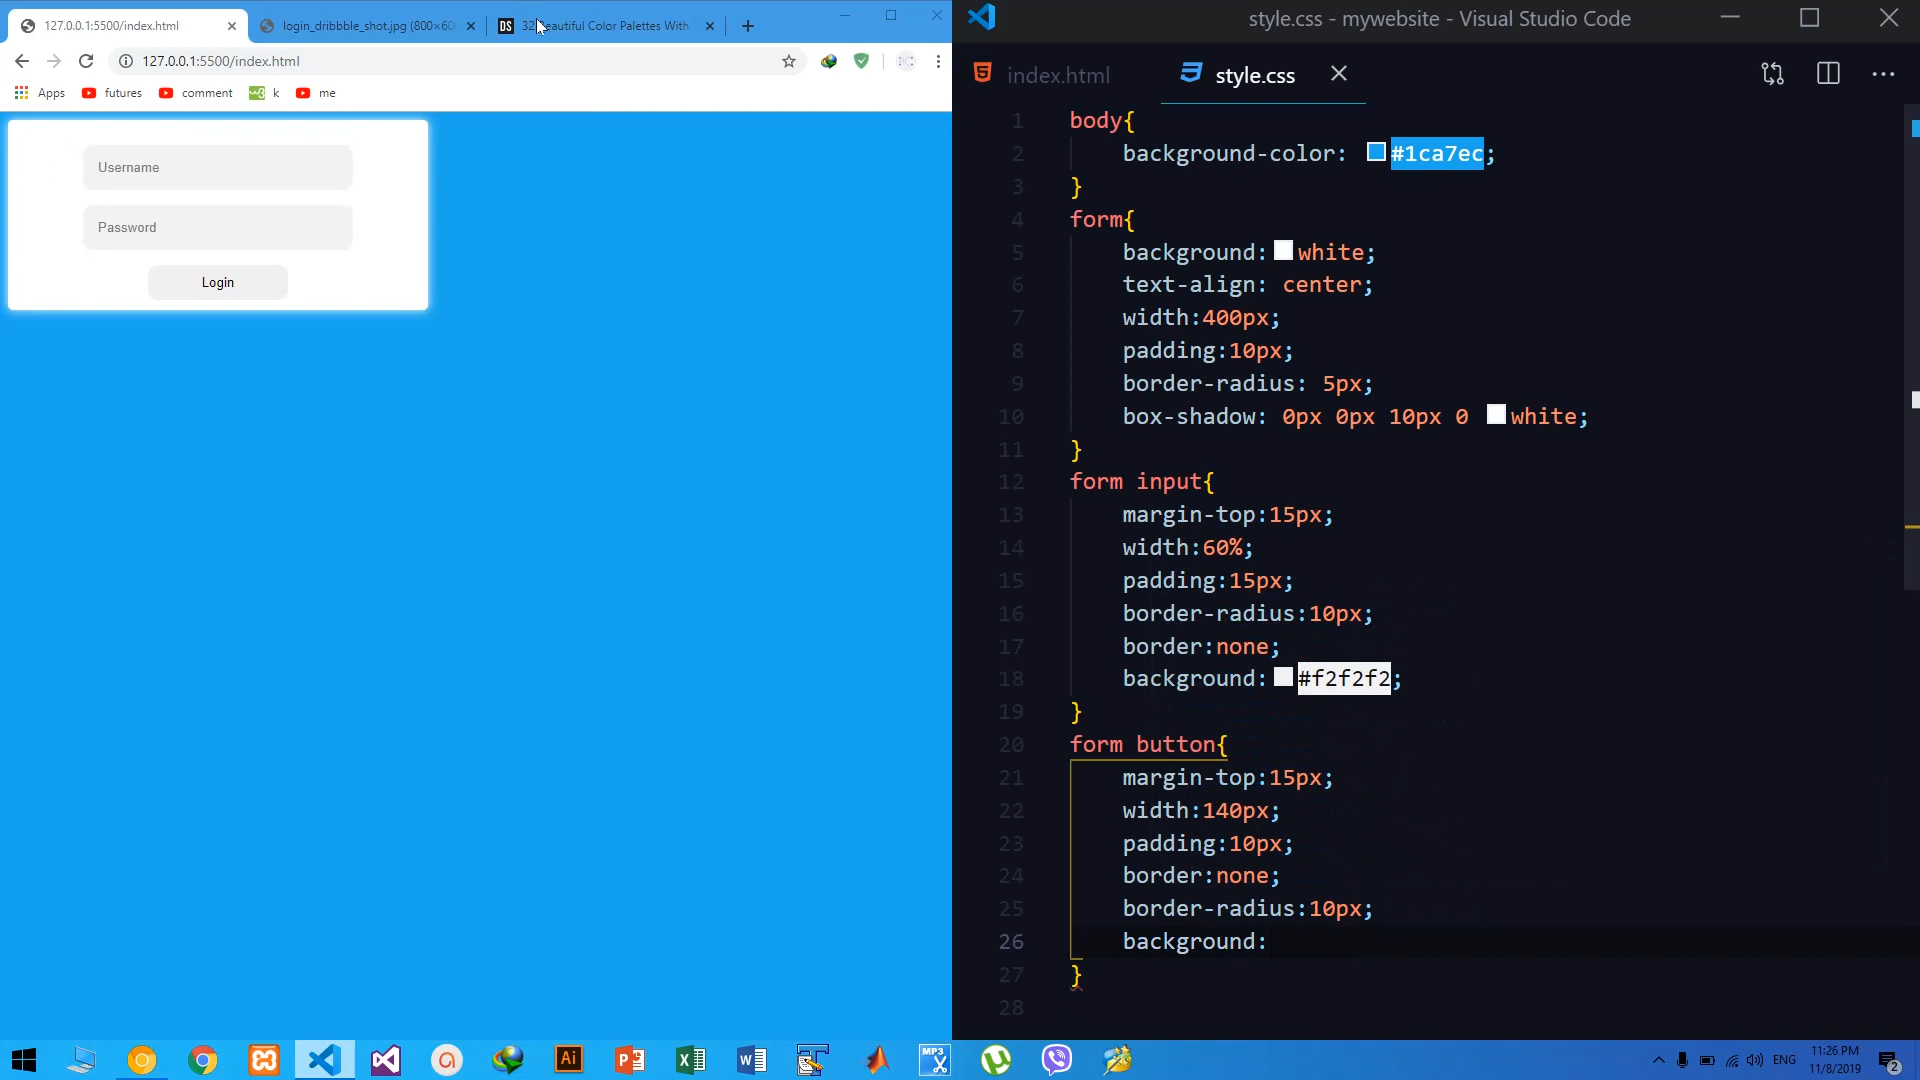 127.0.0.1:5500/index.html
login_dribbble_shot.jpg (800×60
32 Beautiful Color Palettes With
127.0.0.1:5500/index.html
Apps
futures
comment
k
me
Username
Password
Login
style.css - mywebsite - Visual Studio Code
index.html
style.css
1 body{
2 background-color: #1ca7ec;
3 }
4 form{
5 background: white;
6 text-align: center;
7 width:400px;
8 padding:10px;
9 border-radius: 5px;
10 box-shadow: 0px 0px 10px 0 white;
11 }
12 form input{
13 margin-top:15px;
14 width:60%;
15 padding:15px;
16 border-radius:10px;
17 border:none;
18 background: #f2f2f2;
19 }
20 form button{
21 margin-top:15px;
22 width:140px;
23 padding:10px;
24 border:none;
25 border-radius:10px;
26 background:
27 }
28
ENG
11:26 PM
11/8/2019
2